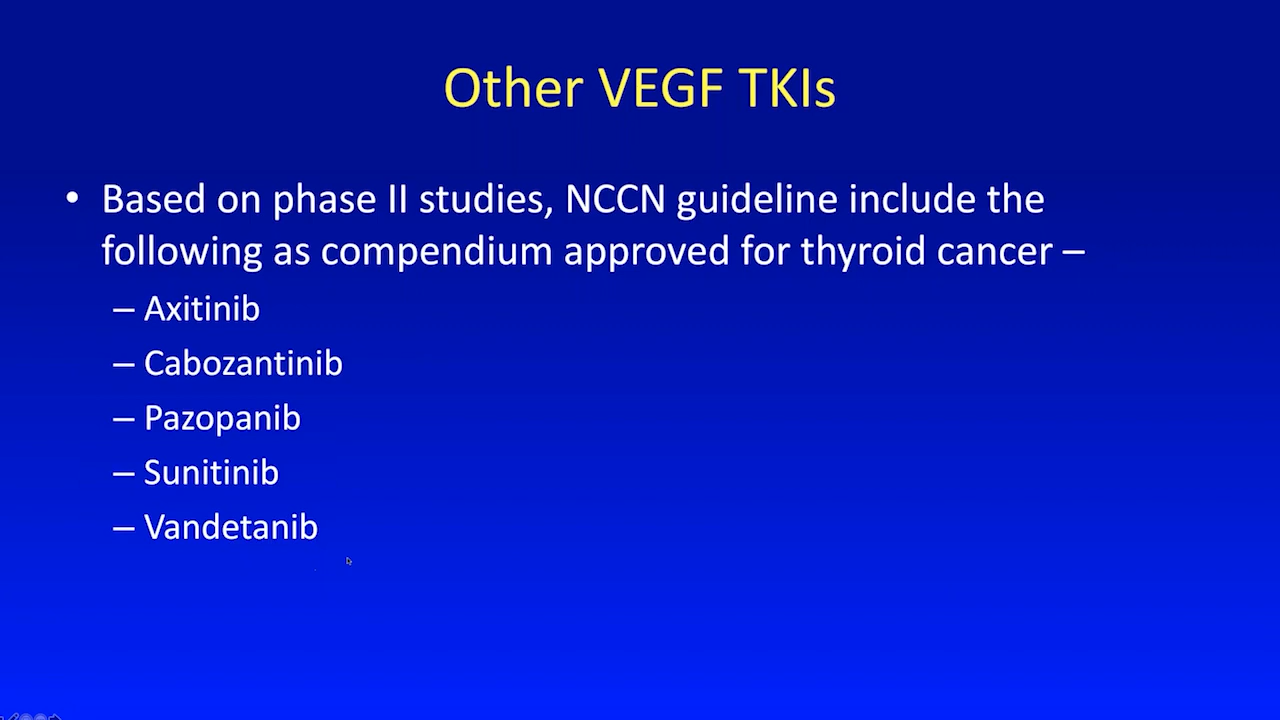 Other VEGF TKIs
• Based on phase II studies, NCCN guideline include the
following as compendium approved for thyroid cancer –
– Axitinib
– Cabozantinib
– Pazopanib
– Sunitinib
– Vandetanib